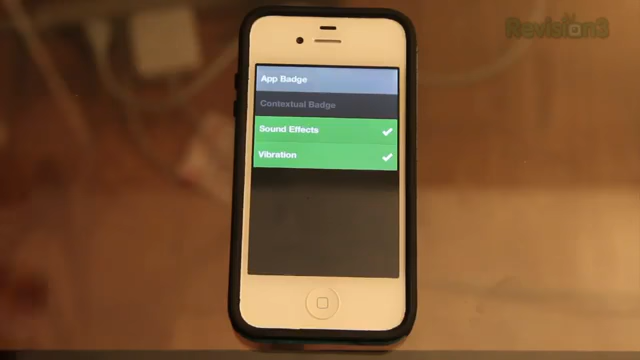 Revision3
App Badge
Contextual Badge
Sound Effects
Vibration